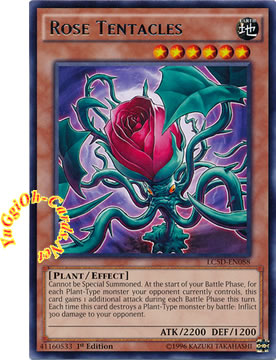 ROSE TENTACLES
EARTH
地
LC5D-EN088
[PLANT / EFFECT]
Cannot be Special Summoned. At the start of your Battle Phase, for
each Plant-Type monster your opponent currently controls, this card
gains 1 additional attack during each Battle Phase this turn.
Each time this card destroys a Plant-Type monster by battle: Inflict
300 damage to your opponent.
ATK/2200 DEF/1200
41160533 1st Edition ©1996 KAZUKI TAKAHASHI
YuGgiOh-Cards.Net